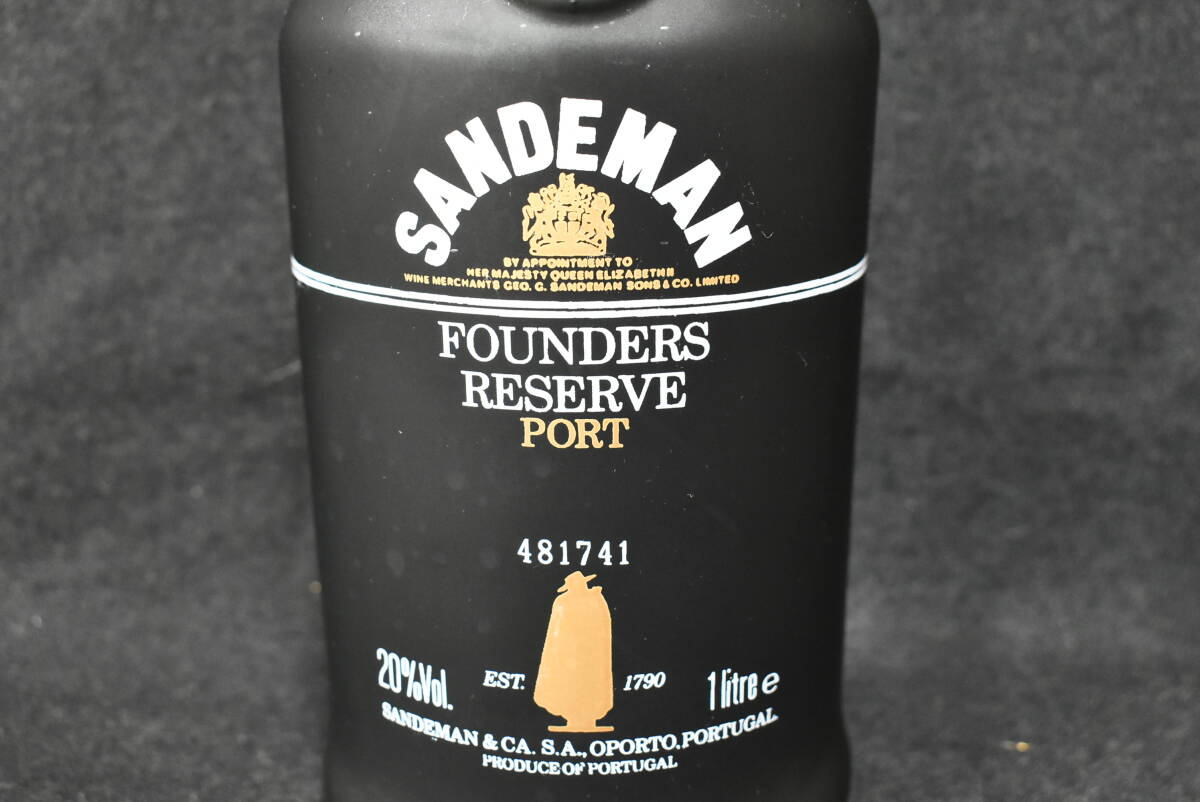 SANDEMAN
BY APPOINTMENT TO
HER MAJESTY QUEEN ELIZABETH II
WINE MERCHANTS GEO. G. SANDEMAN SONS & CO. LIMITED
FOUNDERS
RESERVE
PORT
481741
20%Vol.
EST. 1790
1 litre e
SANDEMAN & CA. S.A., OPORTO, PORTUGAL
PRODUCE OF PORTUGAL